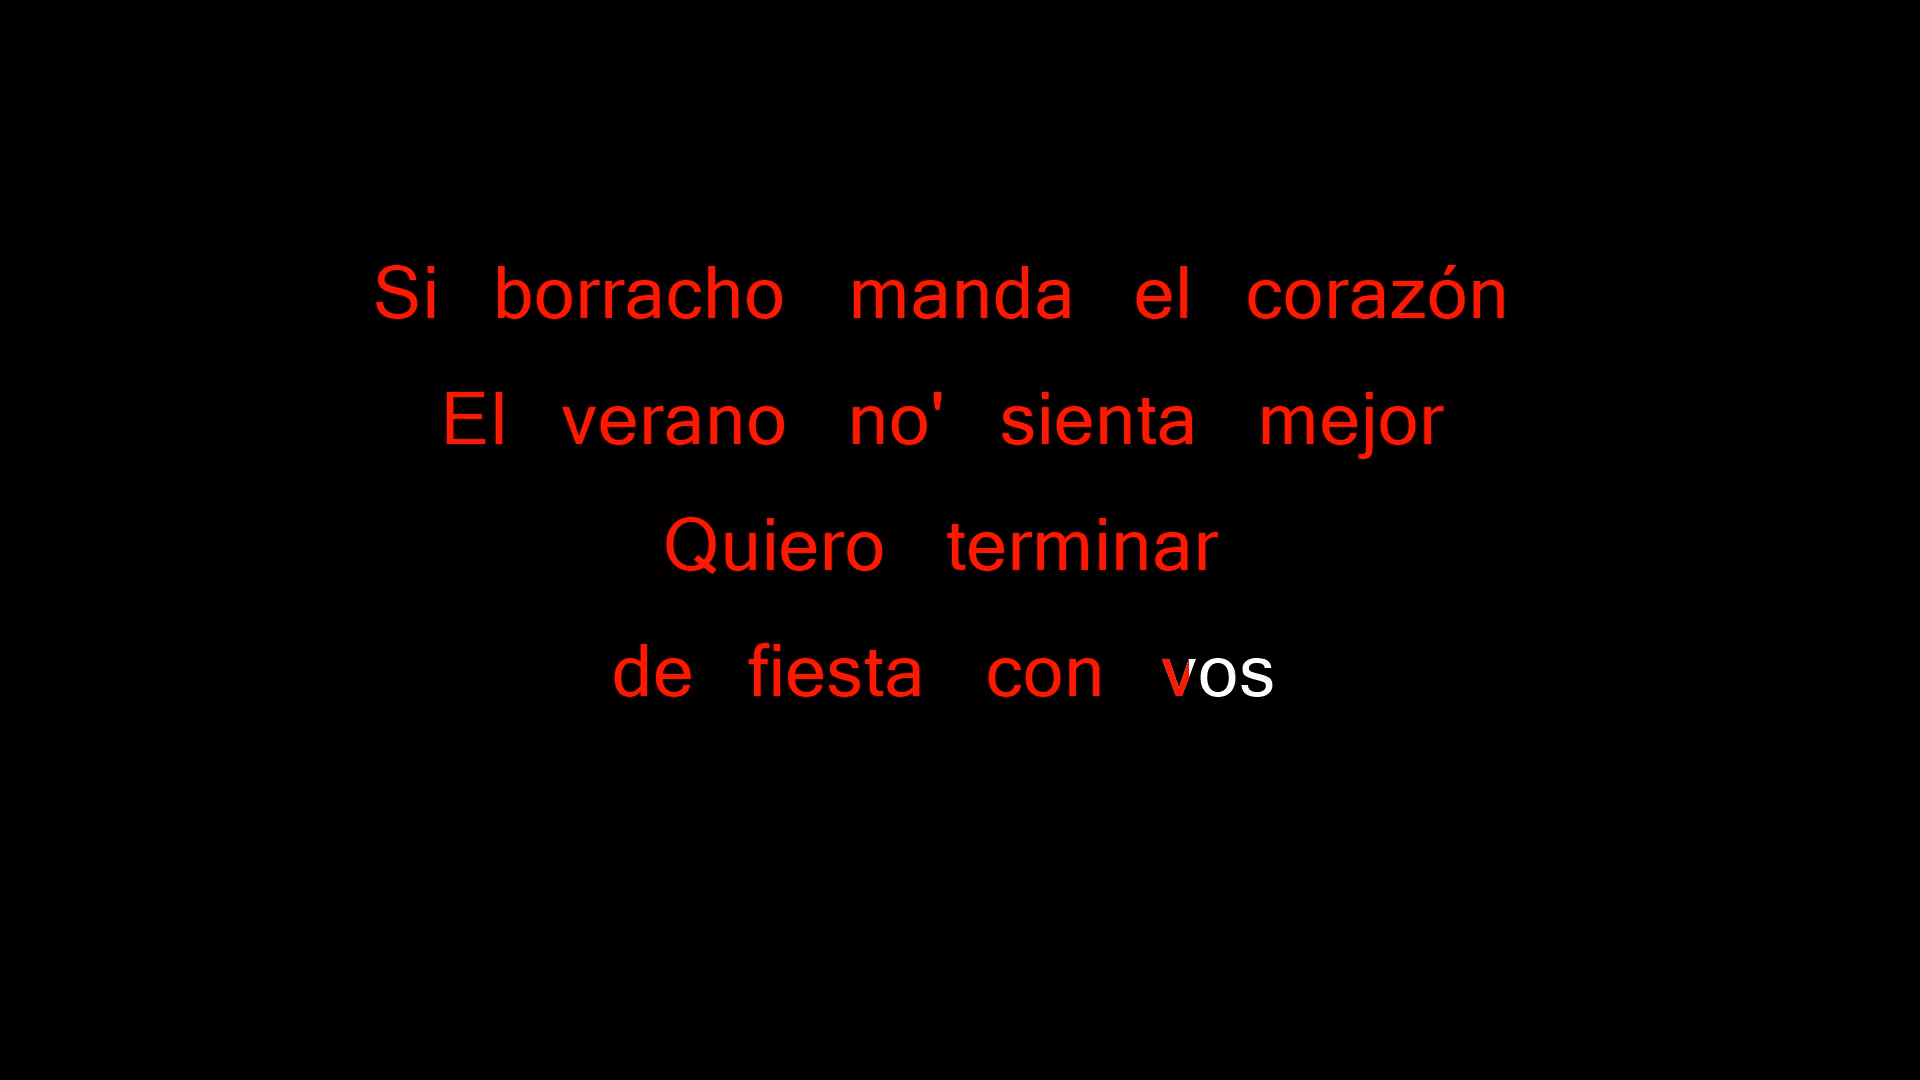 Si borracho manda el corazón
El verano no' sienta mejor
Quiero terminar
de fiesta con vos